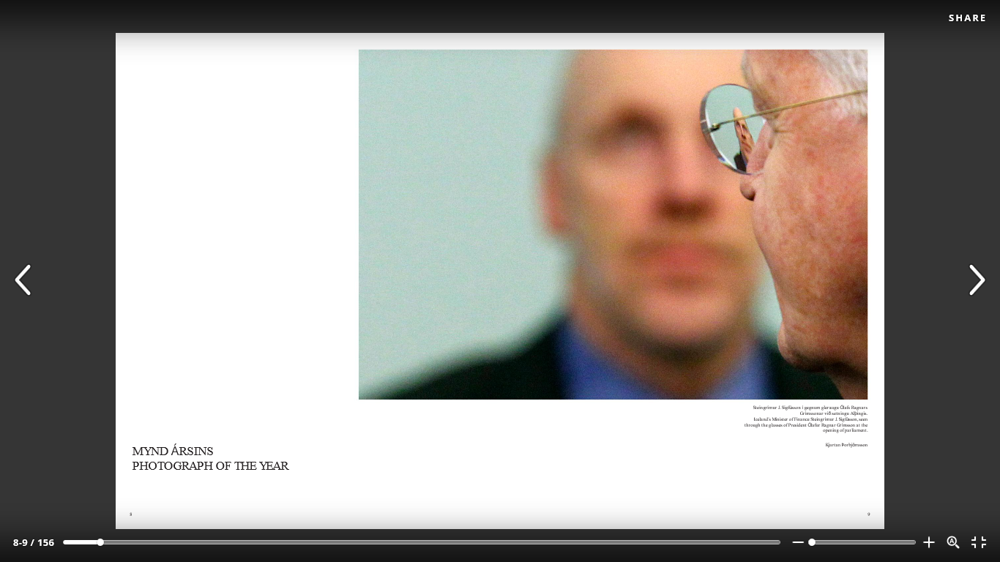 SHARE
Steingrímur J. Sigfússon í gegnum gleraugu Ólafs Ragnars
Grímssonar við setningu Alþingis.
Iceland's Minister of Finance Steingrímur J. Sigfússon, seen
through the glasses of President Ólafur Ragnar Grímsson at the
opening of parliament.
Kjartan Þorbjörnsson
MYND ÁRSINS
PHOTOGRAPH OF THE YEAR
8
9
8-9 / 156